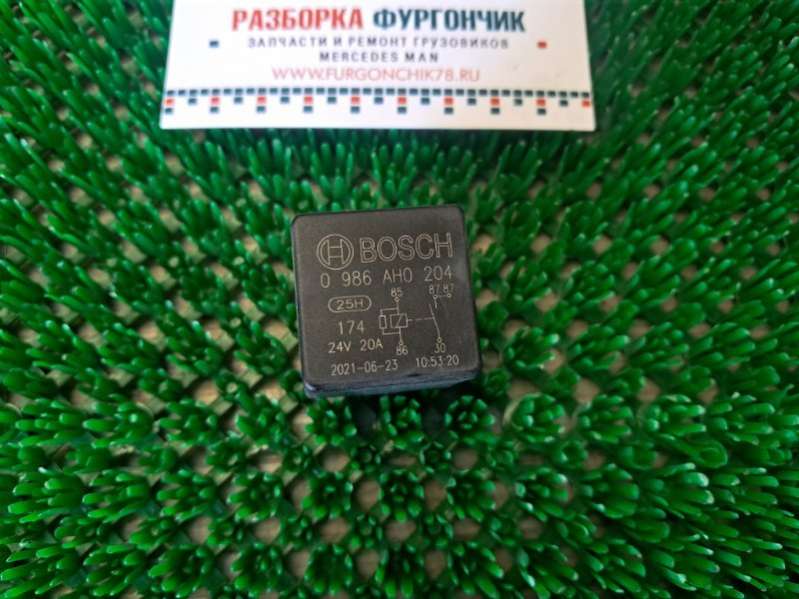 РАЗБОРКА ФУРГОНЧИК
ЗАПЧАСТИ И РЕМОНТ ГРУЗОВИКОВ
MERCEDES MAN
WWW.FURGONCHIK78.RU
BOSCH
0 986 AH0 204
25H
85
87 87
174
24V 20A
86
30
2021-06-23 10:53:20